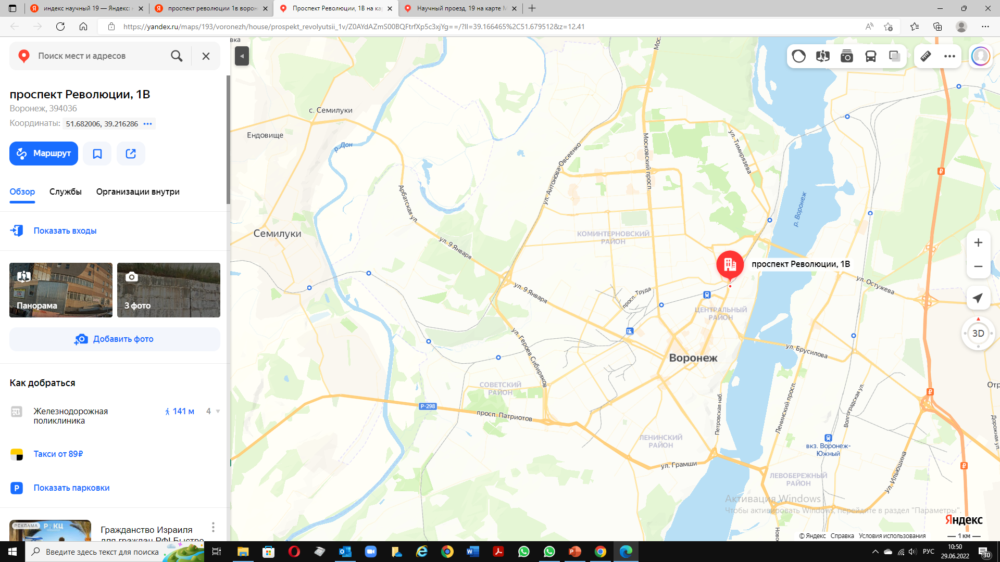 индекс научный 19 — Яндекс:
проспект революции 1в ворон
Проспект Революции, 1В на ка
Научный проезд, 19 на карте М
https://yandex.ru/maps/193/voronezh/house/prospekt_revolyutsii_1v/Z0AYdAZmS00BQFtrfXp5c3xjYg==/?ll=39.166465%2C51.679512&z=12.41
Поиск мест и адресов
проспект Революции, 1В
Воронеж, 394036
Координаты: 51.682006, 39.216286
Маршрут
Обзор Службы Организации внутри
Показать входы
Панорама
3 фото
Добавить фото
Как добраться
Железнодорожная
поликлиника
141 м 4
Такси от 89₽
Показать парковки
РЕКЛАМА
Гражданство Израиля
для граждан РФ! Быстро
вка
Мос
с. Семилуки
Ендовище
р. Дон
Московский просп.
ул. Тимирязева
ул. Антонова-Овсеенко
Арбатская ул.
р. Воронеж
Семилуки
КОМИНТЕРНОВСКИЙ
РАЙОН
ул. 9 Января
проспект Революции, 1В
ул. 9 Января
просп. Труда
ул. Остужева
ЦЕНТРАЛЬНЫЙ
РАЙОН
3D
ул. Героев Сибиряков
ул. Брусилова
Воронеж
СОВЕТСКИЙ
РАЙОН
Отр
Р-298
просп. Патриотов
Петровская наб.
Ленинский просп.
Волгоградская ул.
Дорожная ул.
ЛЕНИНСКИЙ
РАЙОН
вкз. Воронеж-
Южный
ул. Грамши
ул. Ильюшина
ЛЕВОБЕРЕЖНЫЙ
РАЙОН
Ново
Активация Windows
Чтобы активировать Windows, перейдите в раздел "Параметры".
Яндекс
© Яндекс Справка Условия использования 1 км
Введите здесь текст для поиска
РУС
10:50
29.06.2022
30